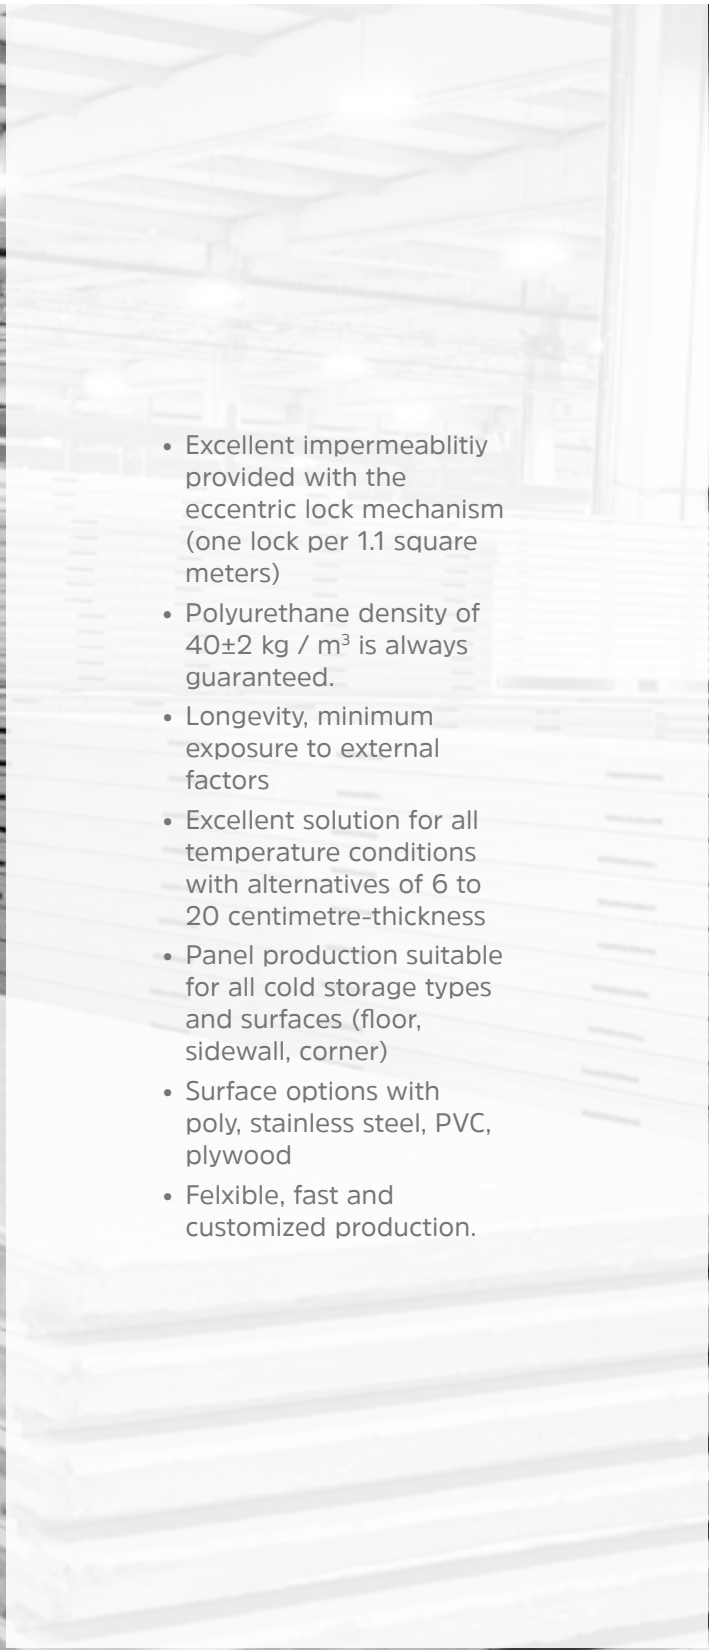 • Excellent impermeablitiy
provided with the
eccentric lock mechanism
(one lock per 1.1 square
meters)
• Polyurethane density of
40±2 kg / m³ is always
guaranteed.
• Longevity, minimum
exposure to external
factors
• Excellent solution for all
temperature conditions
with alternatives of 6 to
20 centimetre-thickness
• Panel production suitable
for all cold storage types
and surfaces (floor,
sidewall, corner)
• Surface options with
poly, stainless steel, PVC,
plywood
• Felxible, fast and
customized production.